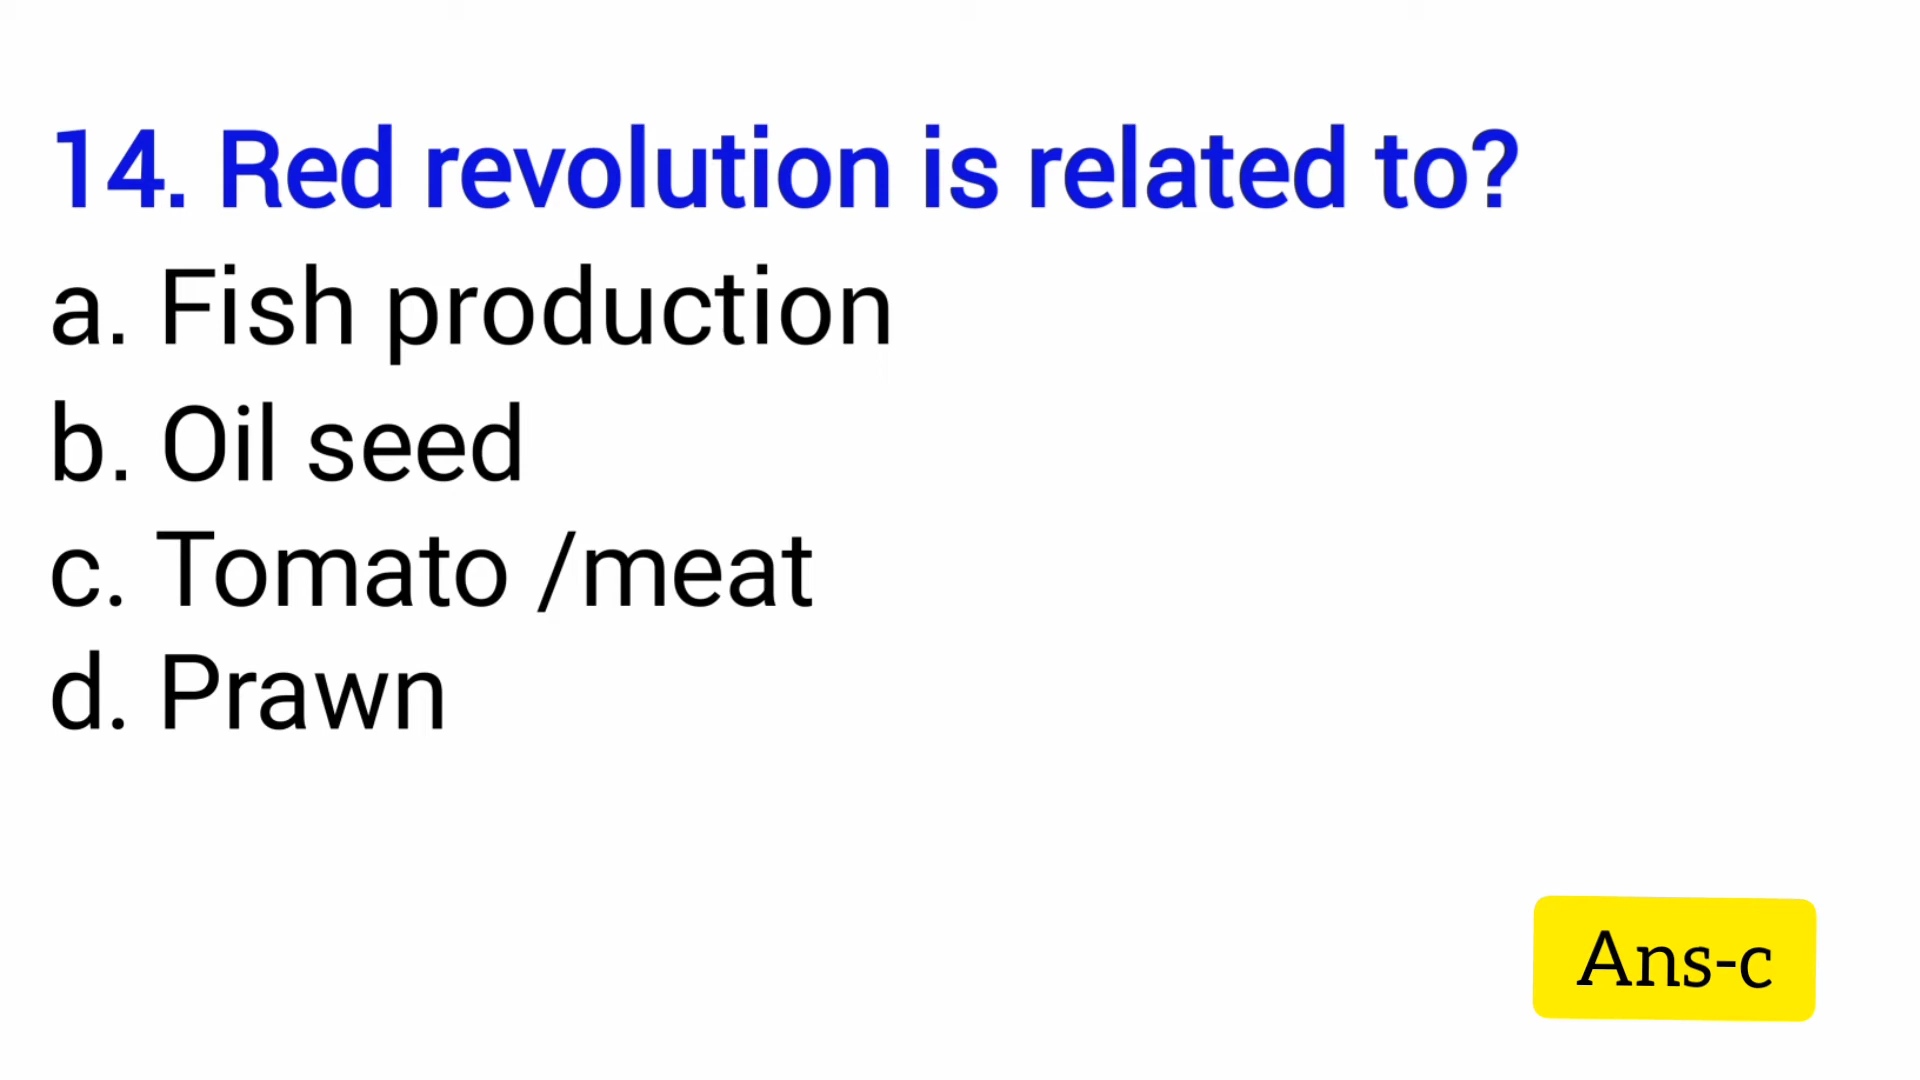 14. Red revolution is related to?
a. Fish production
b. Oil seed
c. Tomato /meat
d. Prawn
Ans-c